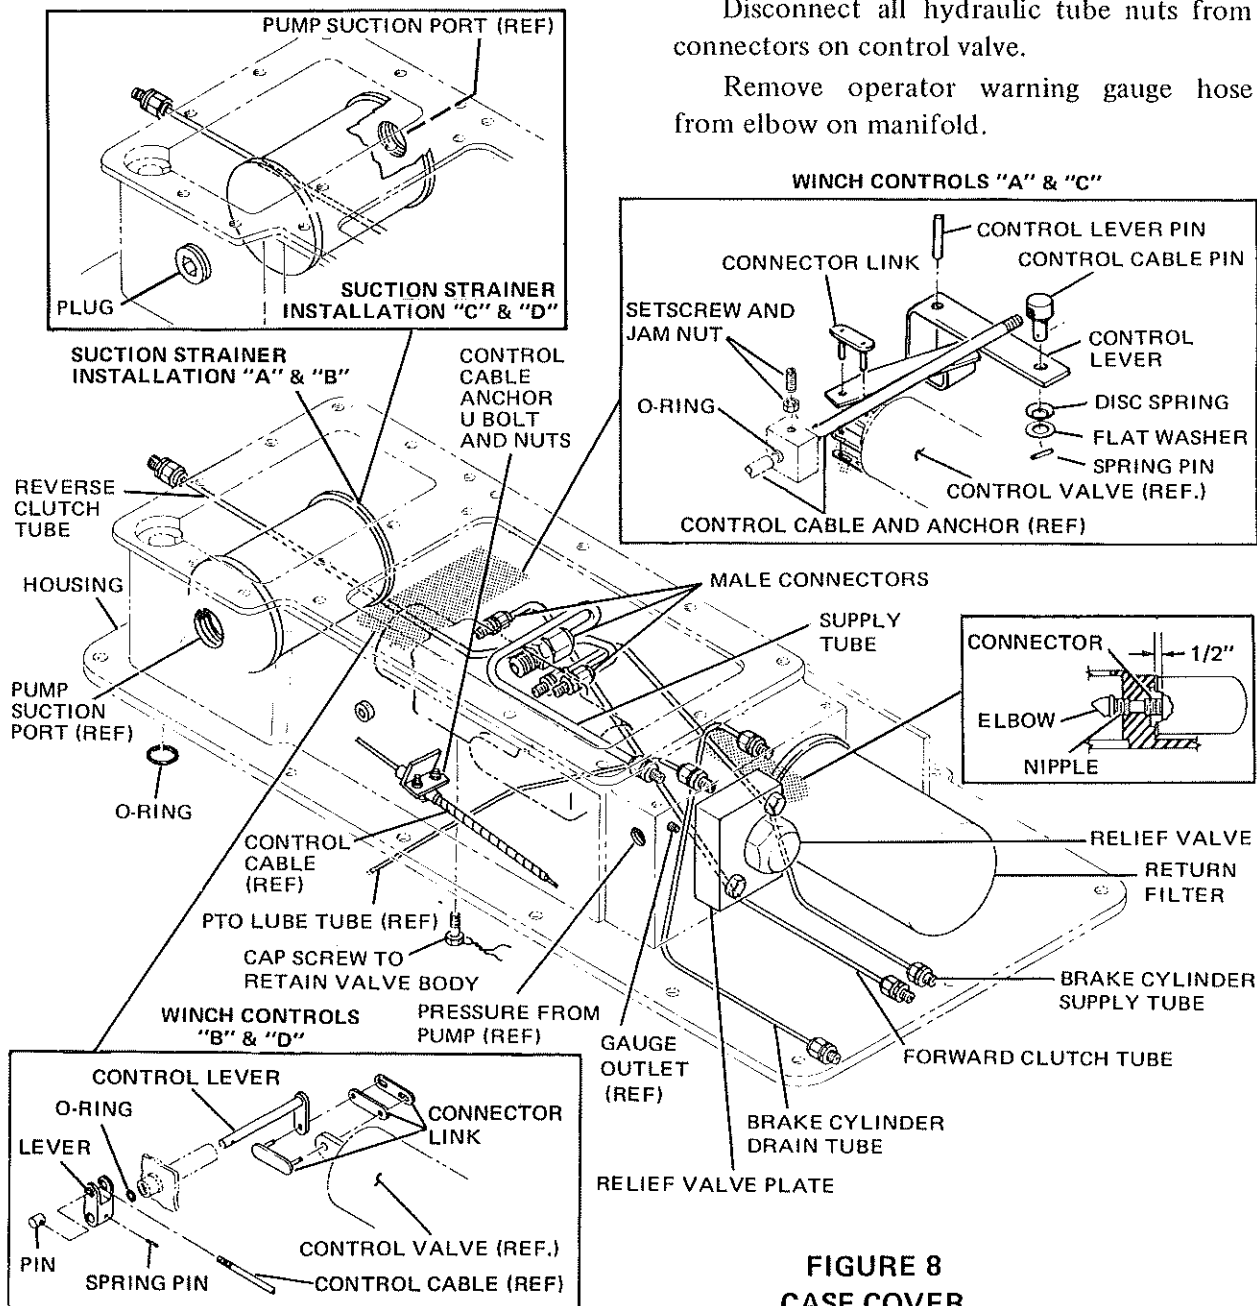 Disconnect all hydraulic tube nuts from
connectors on control valve.
Remove operator warning gauge hose
from elbow on manifold.
PUMP SUCTION PORT (REF)
PLUG
SUCTION STRAINER
INSTALLATION "C" & "D"
SUCTION STRAINER
INSTALLATION "A" & "B"
CONTROL
CABLE
ANCHOR
U BOLT
AND NUTS
WINCH CONTROLS "A" & "C"
CONTROL LEVER PIN
CONNECTOR LINK
CONTROL CABLE PIN
SETSCREW AND
JAM NUT
CONTROL
LEVER
O-RING
DISC SPRING
FLAT WASHER
SPRING PIN
CONTROL VALVE (REF.)
CONTROL CABLE AND ANCHOR (REF)
REVERSE
CLUTCH
TUBE
HOUSING
MALE CONNECTORS
SUPPLY
TUBE
CONNECTOR
1/2"
ELBOW
NIPPLE
PUMP
SUCTION
PORT (REF)
O-RING
CONTROL
CABLE
(REF)
PTO LUBE TUBE (REF)
CAP SCREW TO
RETAIN VALVE BODY
RELIEF VALVE
RETURN
FILTER
BRAKE CYLINDER
SUPPLY TUBE
PRESSURE FROM
PUMP (REF)
GAUGE
OUTLET
(REF)
FORWARD CLUTCH TUBE
BRAKE CYLINDER
DRAIN TUBE
RELIEF VALVE PLATE
WINCH CONTROLS
"B" & "D"
CONTROL LEVER
O-RING
LEVER
CONNECTOR
LINK
PIN
SPRING PIN
CONTROL VALVE (REF.)
CONTROL CABLE (REF)
FIGURE 8
CASE COVER